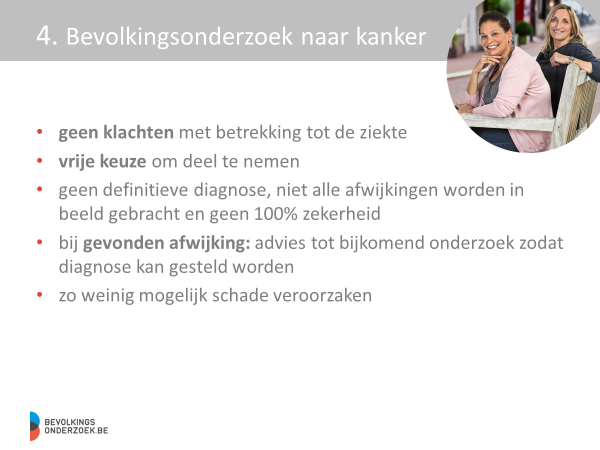 4. Bevolkingsonderzoek naar kanker
• geen klachten met betrekking tot de ziekte
• vrije keuze om deel te nemen
• geen definitieve diagnose, niet alle afwijkingen worden in
beeld gebracht en geen 100% zekerheid
• bij gevonden afwijking: advies tot bijkomend onderzoek zodat
diagnose kan gesteld worden
• zo weinig mogelijk schade veroorzaken
BEVOLKINGS
ONDERZOEK.BE